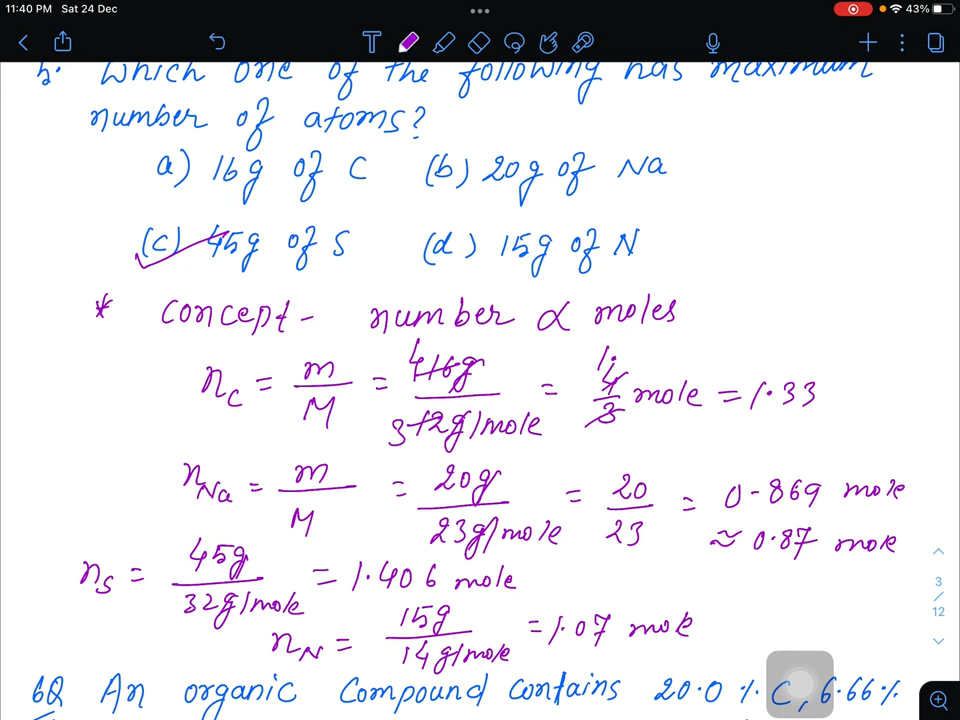 11:40 PM Sat 24 Dec 43%
5. Which one of the following has maximum
number of atoms?
a) 16g of C (b) 20g of Na
(c) 45g of S (d) 15g of N
* Concept - number ∝ moles
n_C = m/M = 4 16g / 3 12g/mole = 4/3 mole = 1.33
n_Na = m/M = 20g / 23g/mole = 20/23 = 0.869 mole
≈ 0.87 mole
n_S = 45g / 32g/mole = 1.406 mole
n_N = 15g / 14g/mole = 1.07 mole
3 / 12
6Q An organic Compound contains 20.0 % C, 6.66%